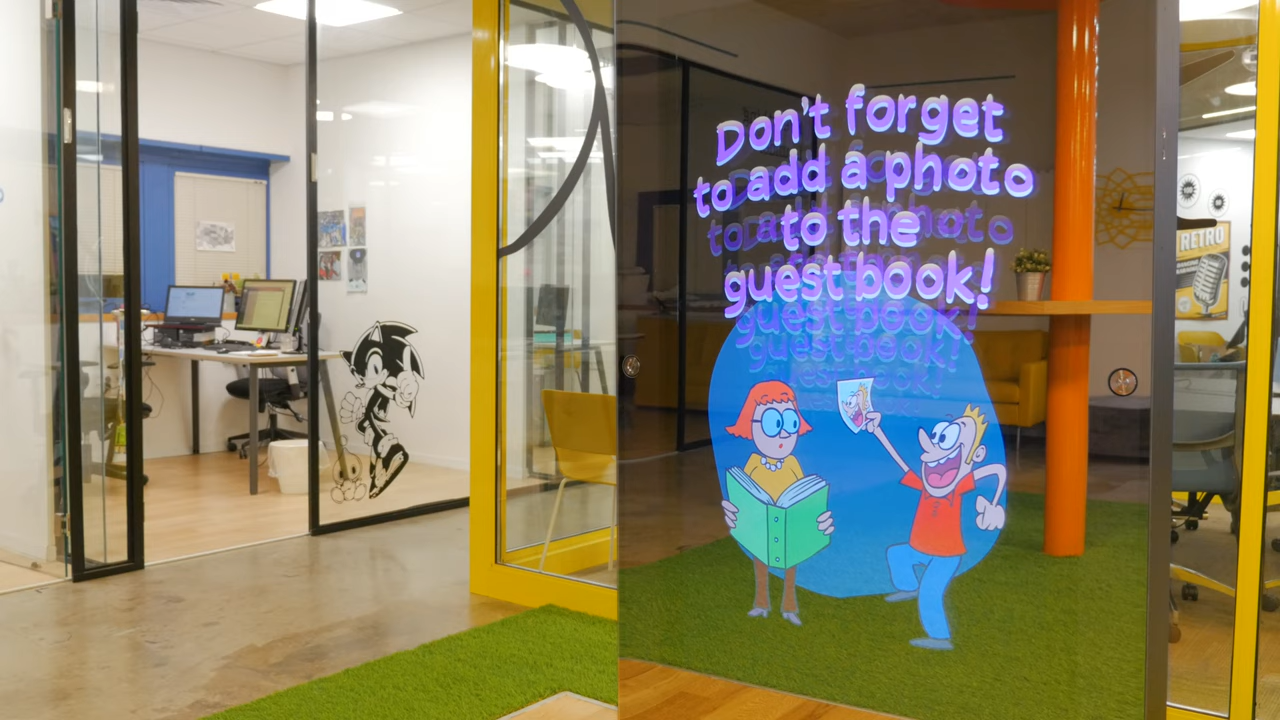 Don't forget
to add a photo
to the
guest book!
RETRO